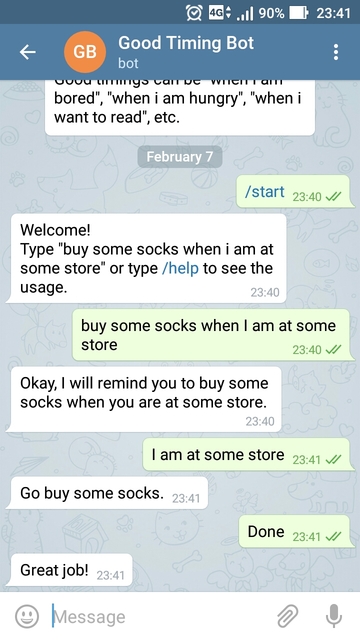 4G 90% 23:41
GB Good Timing Bot
bot
Good timings can be "when i am
bored", "when i am hungry", "when i
want to read", etc.
February 7
/start 23:40
Welcome!
Type "buy some socks when i am at
some store" or type /help to see the
usage. 23:40
buy some socks when I am at some
store 23:40
Okay, I will remind you to buy some
socks when you are at some store.
23:40
I am at some store 23:41
Go buy some socks. 23:41
Done 23:41
Great job! 23:41
Message